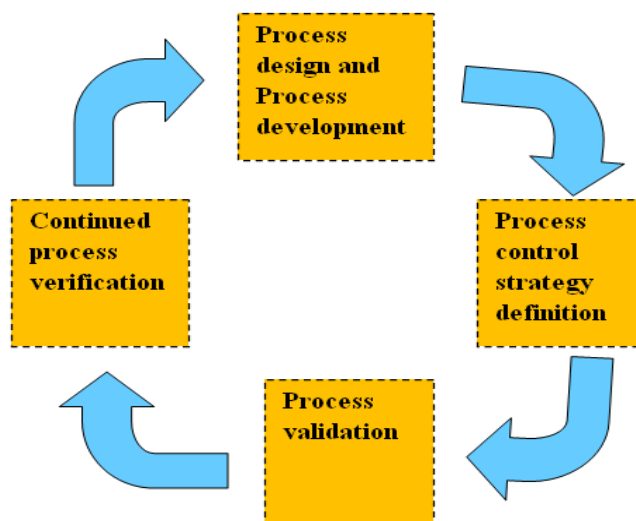 Process
design and
Process
development
Process
control
strategy
definition
Process
validation
Continued
process
verification